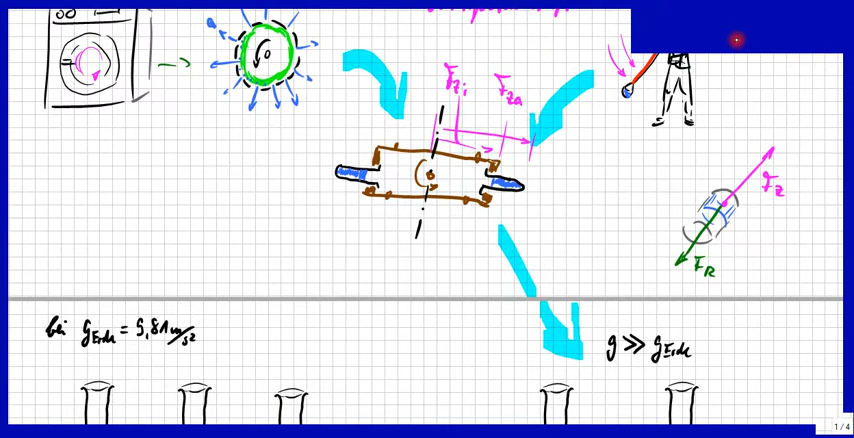 F_zi
F_za
F_z
F_R
bei g_Erde = 9,81 m/s²
g ≫ g_Erde
1 / 4